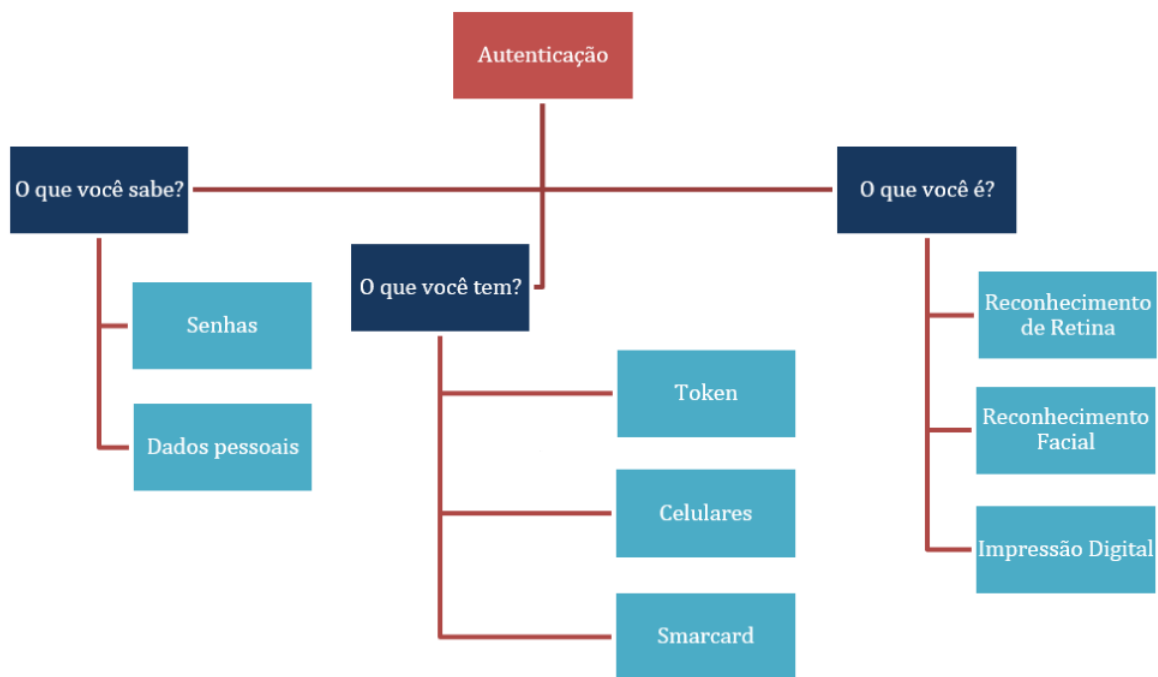 Autenticação
O que você sabe?
Senhas
Dados pessoais
O que você tem?
Token
Celulares
Smarcard
O que você é?
Reconhecimento
de Retina
Reconhecimento
Facial
Impressão Digital